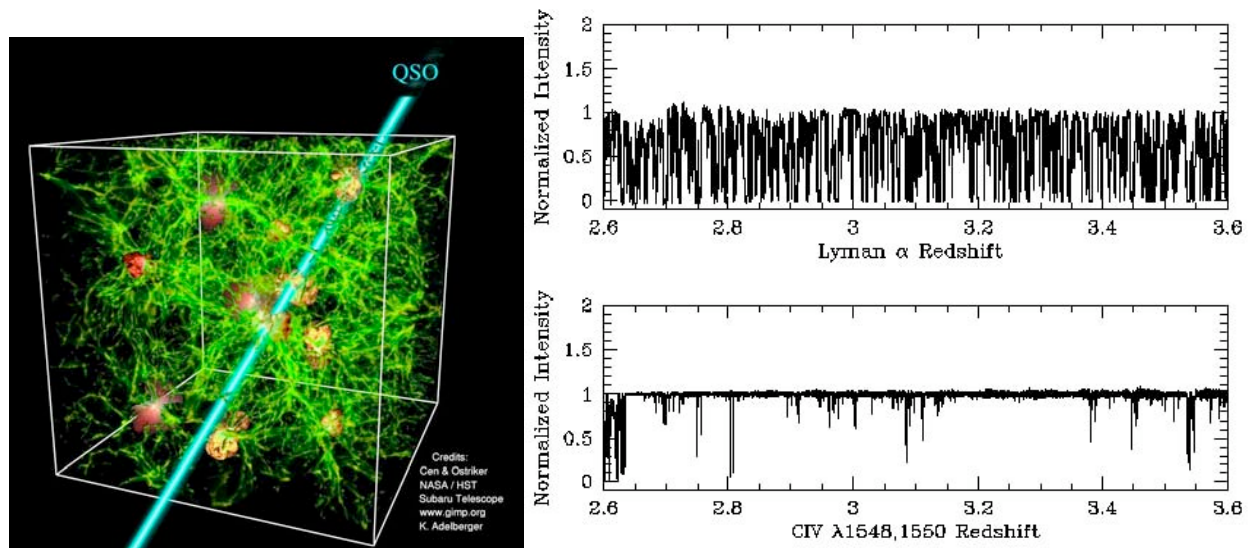 QSO
Credits:
Cen & Ostriker
NASA / HST
Subaru Telescope
www.gimp.org
K. Adelberger
Normalized Intensity
2
1.5
1
0.5
0
2.6 2.8 3 3.2 3.4 3.6
Lyman α Redshift
Normalized Intensity
2
1.5
1
0.5
0
2.6 2.8 3 3.2 3.4 3.6
CIV λ1548,1550 Redshift